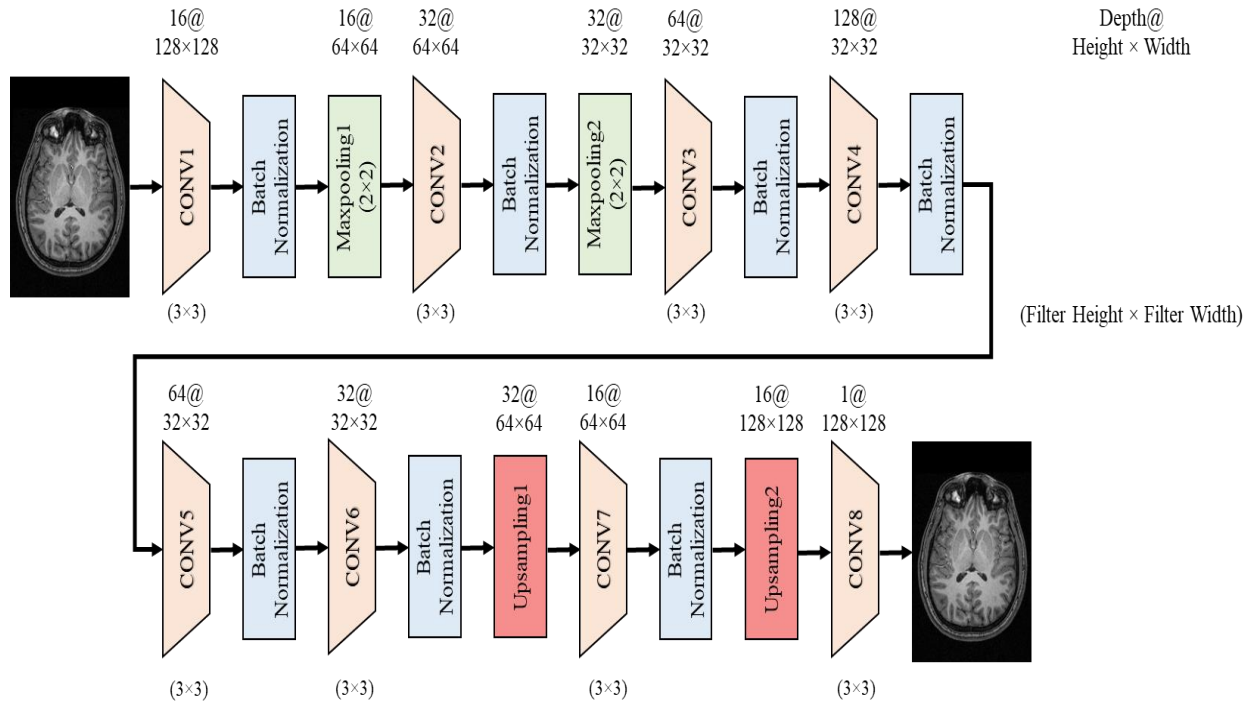 16@
128×128
16@
64×64
32@
64×64
32@
32×32
64@
32×32
128@
32×32
Depth@
Height × Width
CONV1
Batch
Normalization
Maxpooling1
(2×2)
CONV2
Batch
Normalization
Maxpooling2
(2×2)
CONV3
Batch
Normalization
CONV4
Batch
Normalization
(3×3)
(3×3)
(3×3)
(3×3)
(Filter Height × Filter Width)
64@
32×32
32@
32×32
32@
64×64
16@
64×64
16@
128×128
1@
128×128
CONV5
Batch
Normalization
CONV6
Batch
Normalization
Upsampling1
CONV7
Batch
Normalization
Upsampling2
CONV8
(3×3)
(3×3)
(3×3)
(3×3)